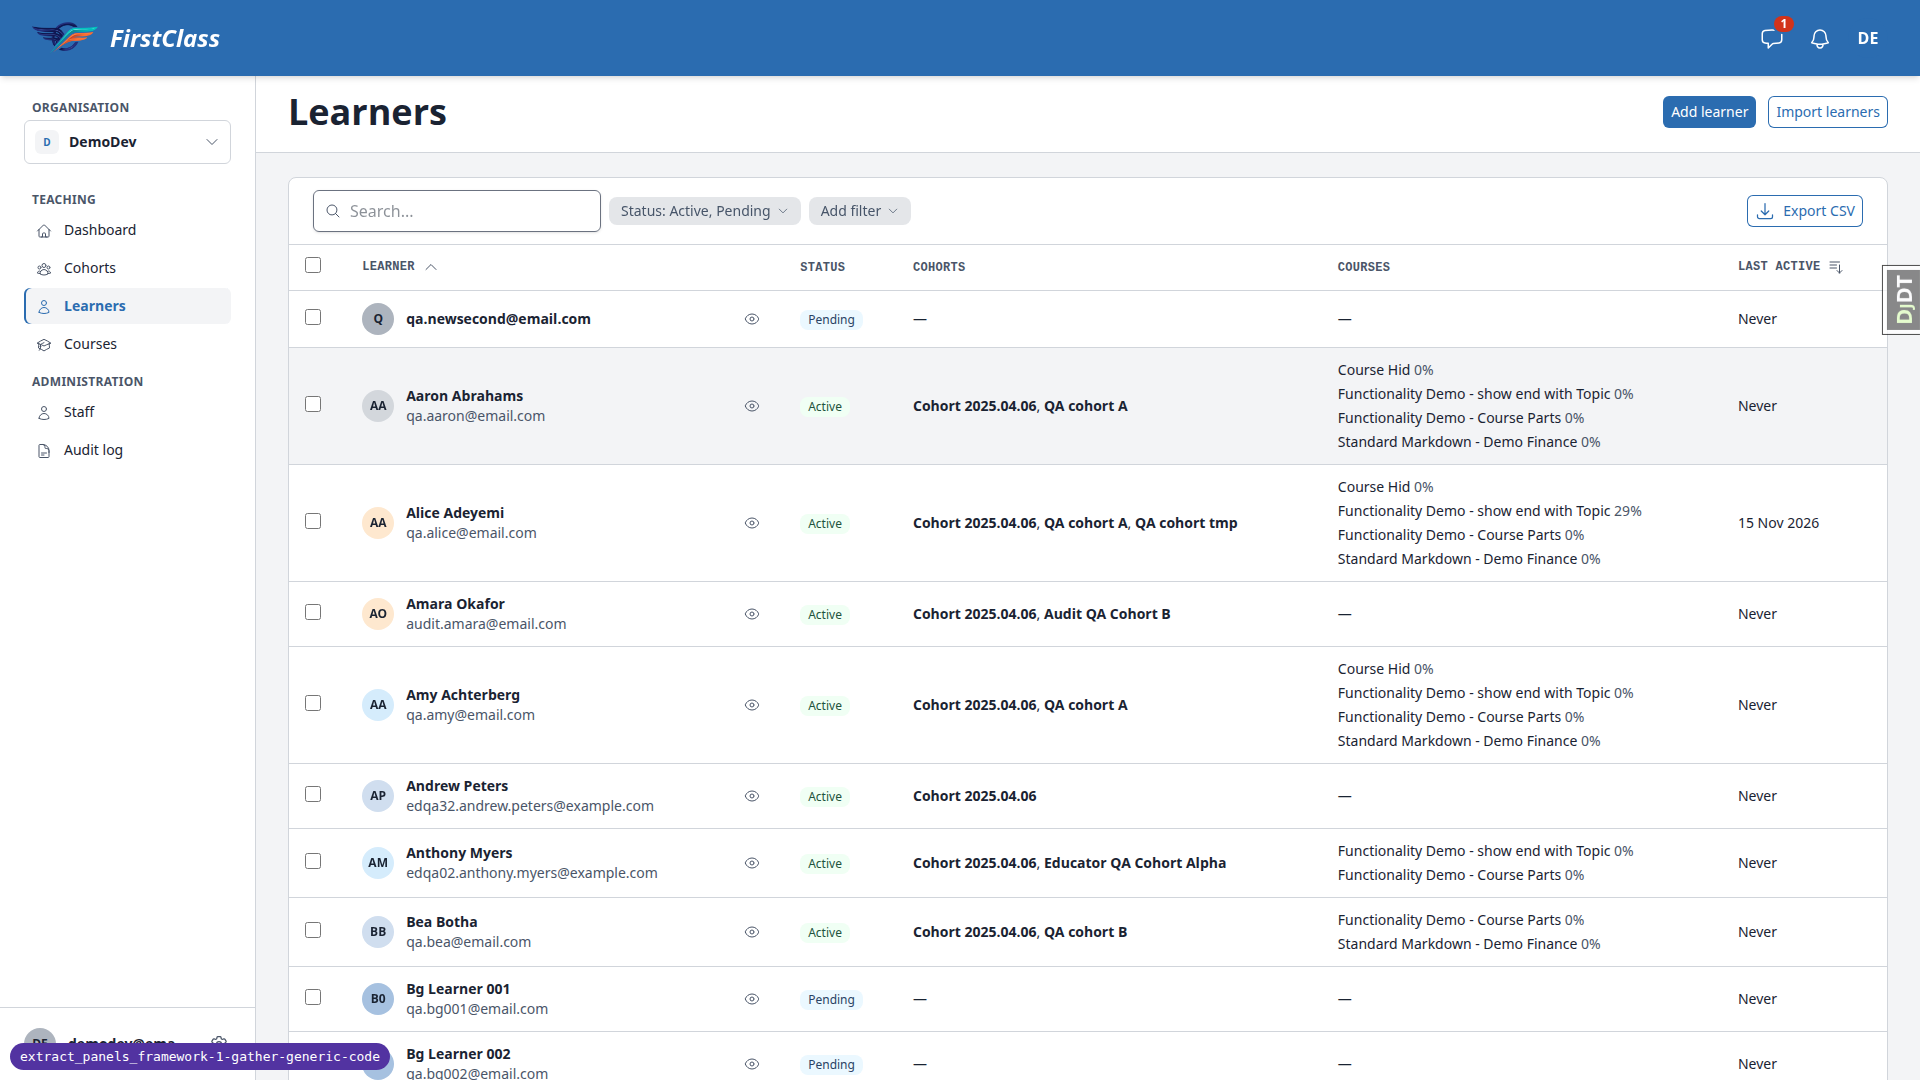 FirstClass
1
DE
ORGANISATION
D DemoDev
TEACHING
Dashboard
Cohorts
Learners
Courses
ADMINISTRATION
Staff
Audit log
Learners
Add learner
Import learners
Search...
Status: Active, Pending
Add filter
Export CSV
LEARNER STATUS COHORTS COURSES LAST ACTIVE
Q qa.newsecond@email.com Pending — — Never
AA Aaron Abrahams
qa.aaron@email.com
Active
Cohort 2025.04.06, QA cohort A
Course Hid 0%
Functionality Demo - show end with Topic 0%
Functionality Demo - Course Parts 0%
Standard Markdown - Demo Finance 0%
Never
AA Alice Adeyemi
qa.alice@email.com
Active
Cohort 2025.04.06, QA cohort A, QA cohort tmp
Course Hid 0%
Functionality Demo - show end with Topic 29%
Functionality Demo - Course Parts 0%
Standard Markdown - Demo Finance 0%
15 Nov 2026
AO Amara Okafor
audit.amara@email.com
Active
Cohort 2025.04.06, Audit QA Cohort B
—
Never
AA Amy Achterberg
qa.amy@email.com
Active
Cohort 2025.04.06, QA cohort A
Course Hid 0%
Functionality Demo - show end with Topic 0%
Functionality Demo - Course Parts 0%
Standard Markdown - Demo Finance 0%
Never
AP Andrew Peters
edqa32.andrew.peters@example.com
Active
Cohort 2025.04.06
—
Never
AM Anthony Myers
edqa02.anthony.myers@example.com
Active
Cohort 2025.04.06, Educator QA Cohort Alpha
Functionality Demo - show end with Topic 0%
Functionality Demo - Course Parts 0%
Never
BB Bea Botha
qa.bea@email.com
Active
Cohort 2025.04.06, QA cohort B
Functionality Demo - Course Parts 0%
Standard Markdown - Demo Finance 0%
Never
B0 Bg Learner 001
qa.bg001@email.com
Pending
—
—
Never
Bg Learner 002
qa.bg002@email.com
Pending
—
—
Never
DjDT
extract_panels_framework-1-gather-generic-code